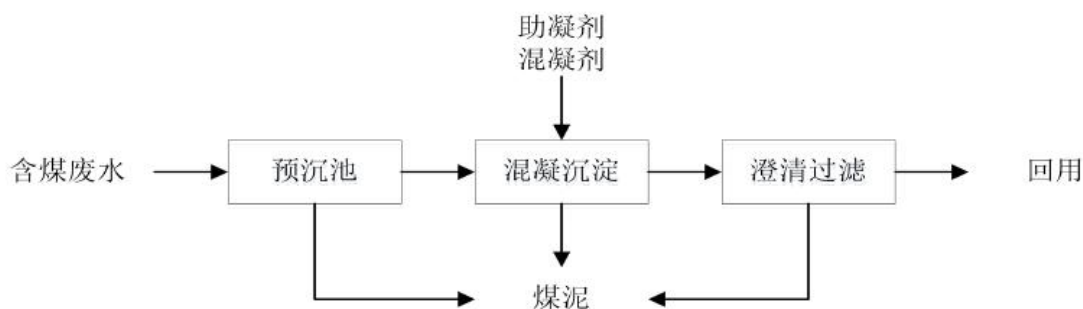 助凝剂
混凝剂
含煤废水
预沉池
混凝沉淀
澄清过滤
回用
煤泥